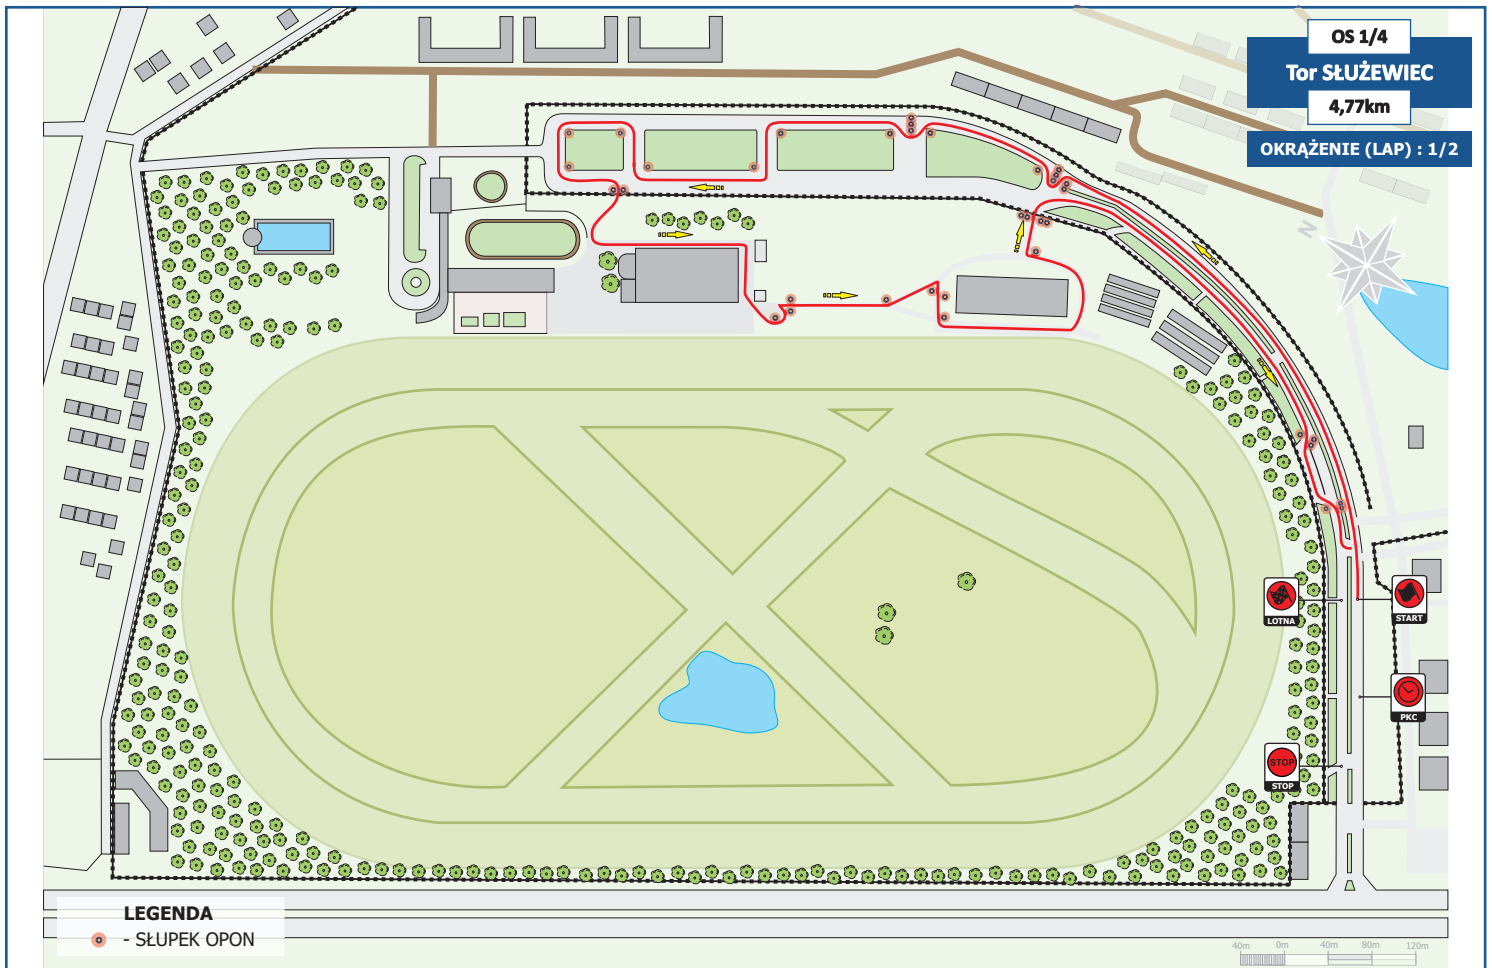 OS 1/4
Tor SŁUŻEWIEC
4,77km
OKRĄŻENIE (LAP) : 1/2
N
LOTNA
START
PKC
STOP
STOP
LEGENDA
- SŁUPEK OPON
40m 0m 40m 80m 120m